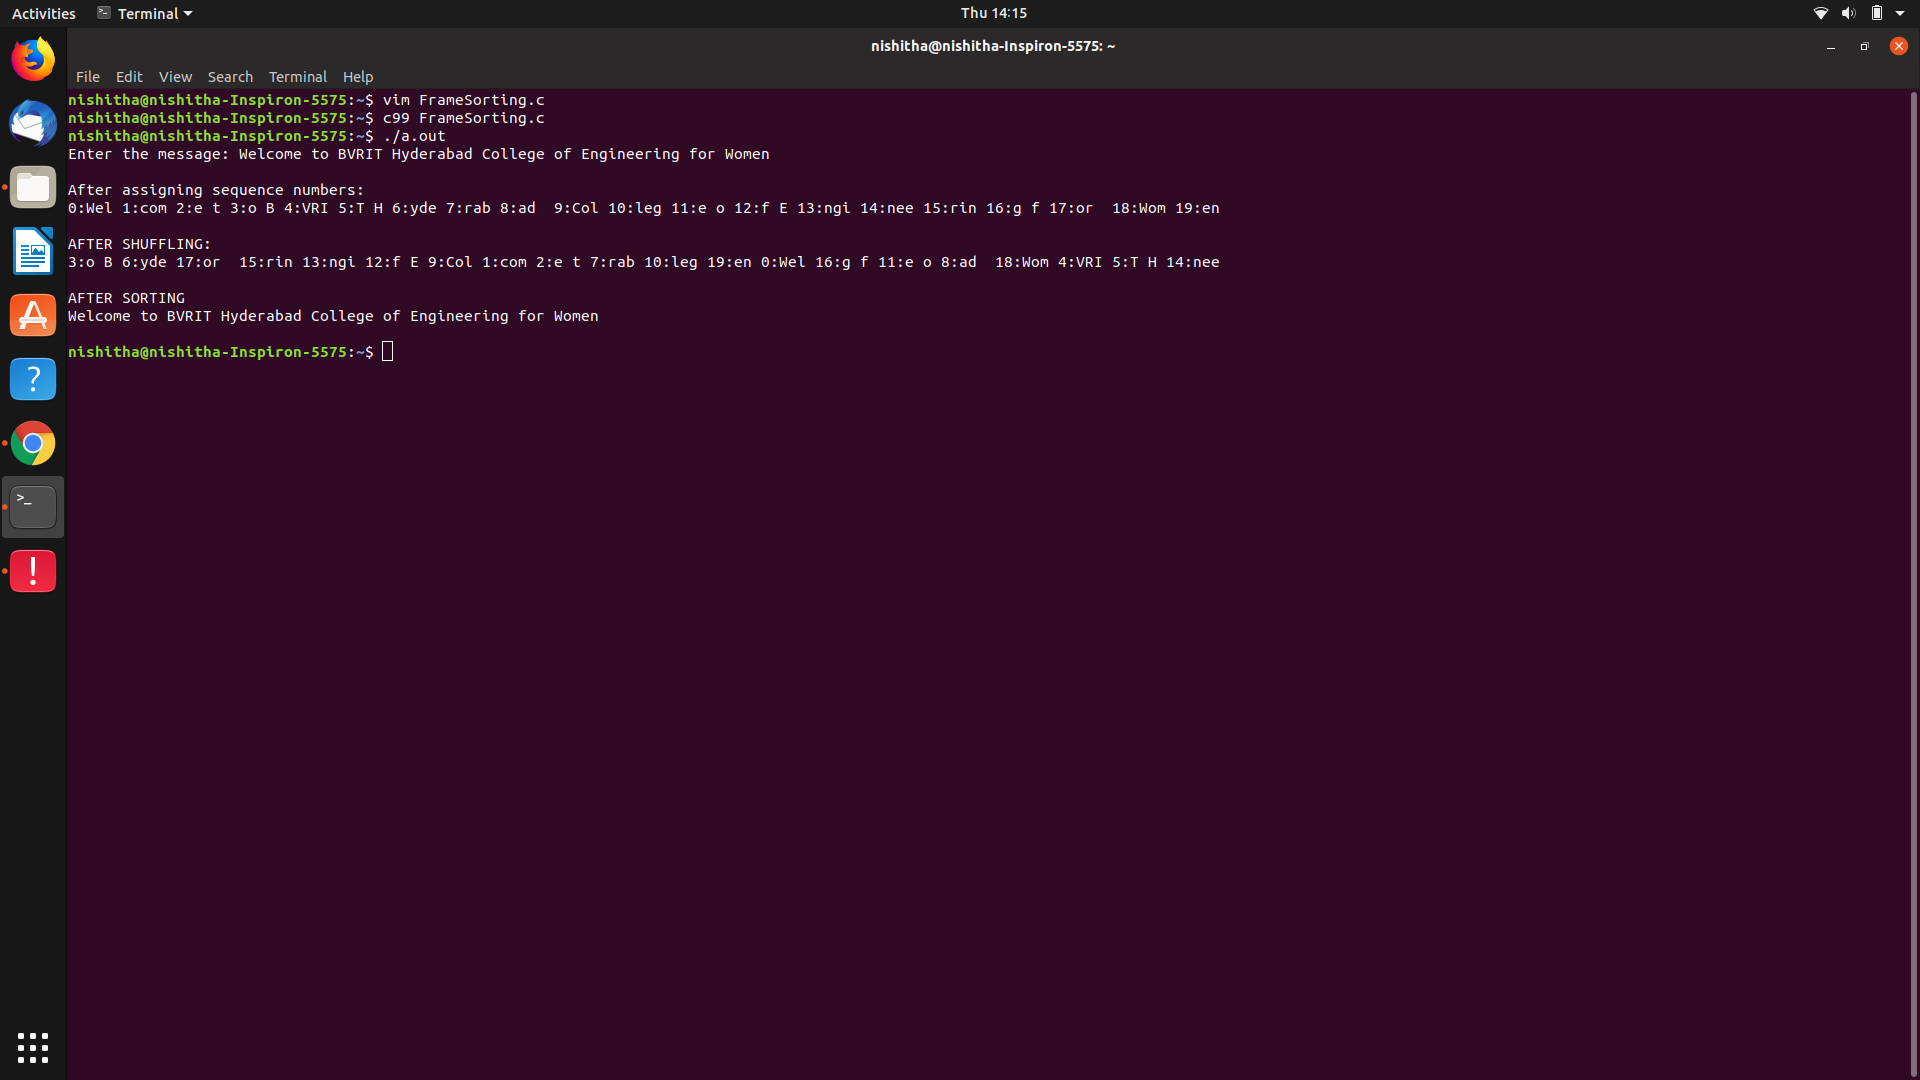 Activities Terminal Thu 14:15
nishitha@nishitha-Inspiron-5575: ~
File Edit View Search Terminal Help
nishitha@nishitha-Inspiron-5575:~$ vim FrameSorting.c
nishitha@nishitha-Inspiron-5575:~$ c99 FrameSorting.c
nishitha@nishitha-Inspiron-5575:~$ ./a.out
Enter the message: Welcome to BVRIT Hyderabad College of Engineering for Women
After assigning sequence numbers:
0:Wel 1:com 2:e t 3:o B 4:VRI 5:T H 6:yde 7:rab 8:ad  9:Col 10:leg 11:e o 12:f E 13:ngi 14:nee 15:rin 16:g f 17:or  18:Wom 19:en
AFTER SHUFFLING:
3:o B 6:yde 17:or  15:rin 13:ngi 12:f E 9:Col 1:com 2:e t 7:rab 10:leg 19:en 0:Wel 16:g f 11:e o 8:ad  18:Wom 4:VRI 5:T H 14:nee
AFTER SORTING
Welcome to BVRIT Hyderabad College of Engineering for Women
nishitha@nishitha-Inspiron-5575:~$